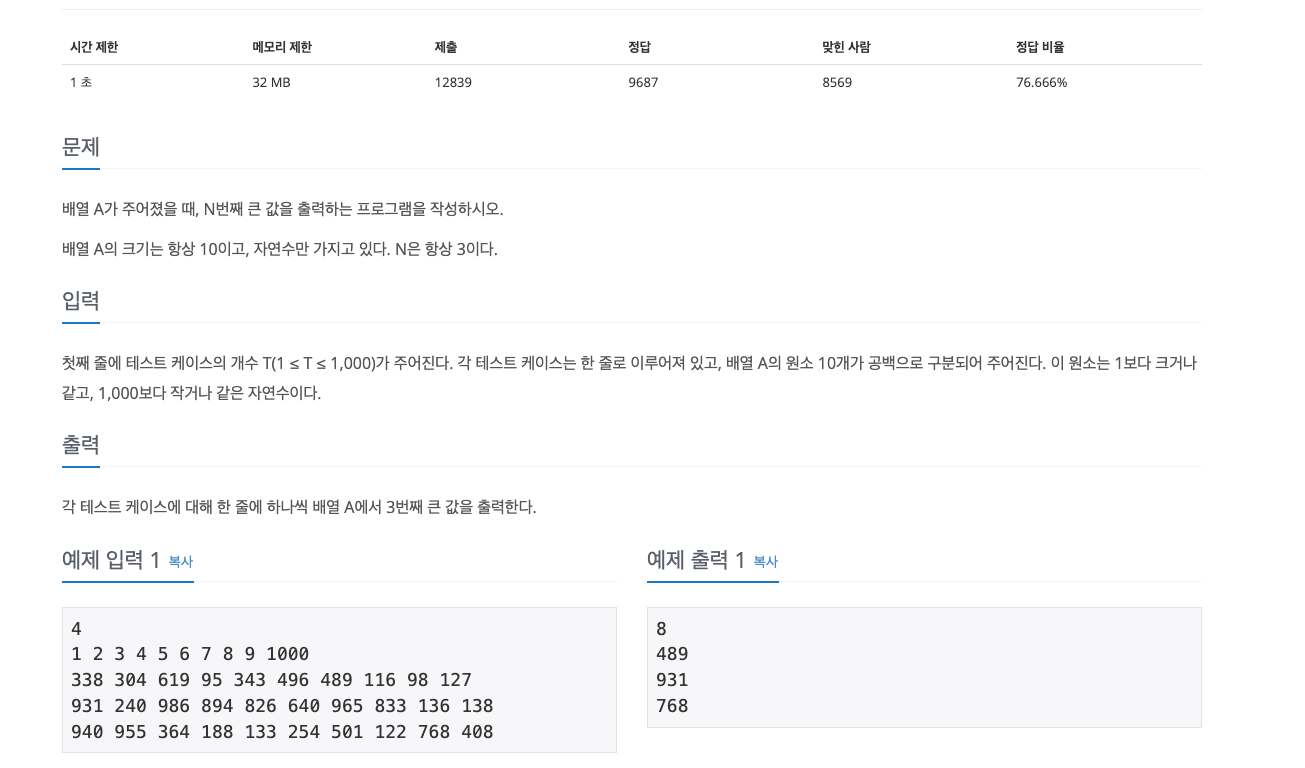 시간 제한 메모리 제한 제출 정답 맞힌 사람 정답 비율
1 초 32 MB 12839 9687 8569 76.666%
문제
배열 A가 주어졌을 때, N번째 큰 값을 출력하는 프로그램을 작성하시오.
배열 A의 크기는 항상 10이고, 자연수만 가지고 있다. N은 항상 3이다.
입력
첫째 줄에 테스트 케이스의 개수 T(1 ≤ T ≤ 1,000)가 주어진다. 각 테스트 케이스는 한 줄로 이루어져 있고, 배열 A의 원소 10개가 공백으로 구분되어 주어진다. 이 원소는 1보다 크거나
같고, 1,000보다 작거나 같은 자연수이다.
출력
각 테스트 케이스에 대해 한 줄에 하나씩 배열 A에서 3번째 큰 값을 출력한다.
예제 입력 1 복사
4
1 2 3 4 5 6 7 8 9 1000
338 304 619 95 343 496 489 116 98 127
931 240 986 894 826 640 965 833 136 138
940 955 364 188 133 254 501 122 768 408
예제 출력 1 복사
8
489
931
768